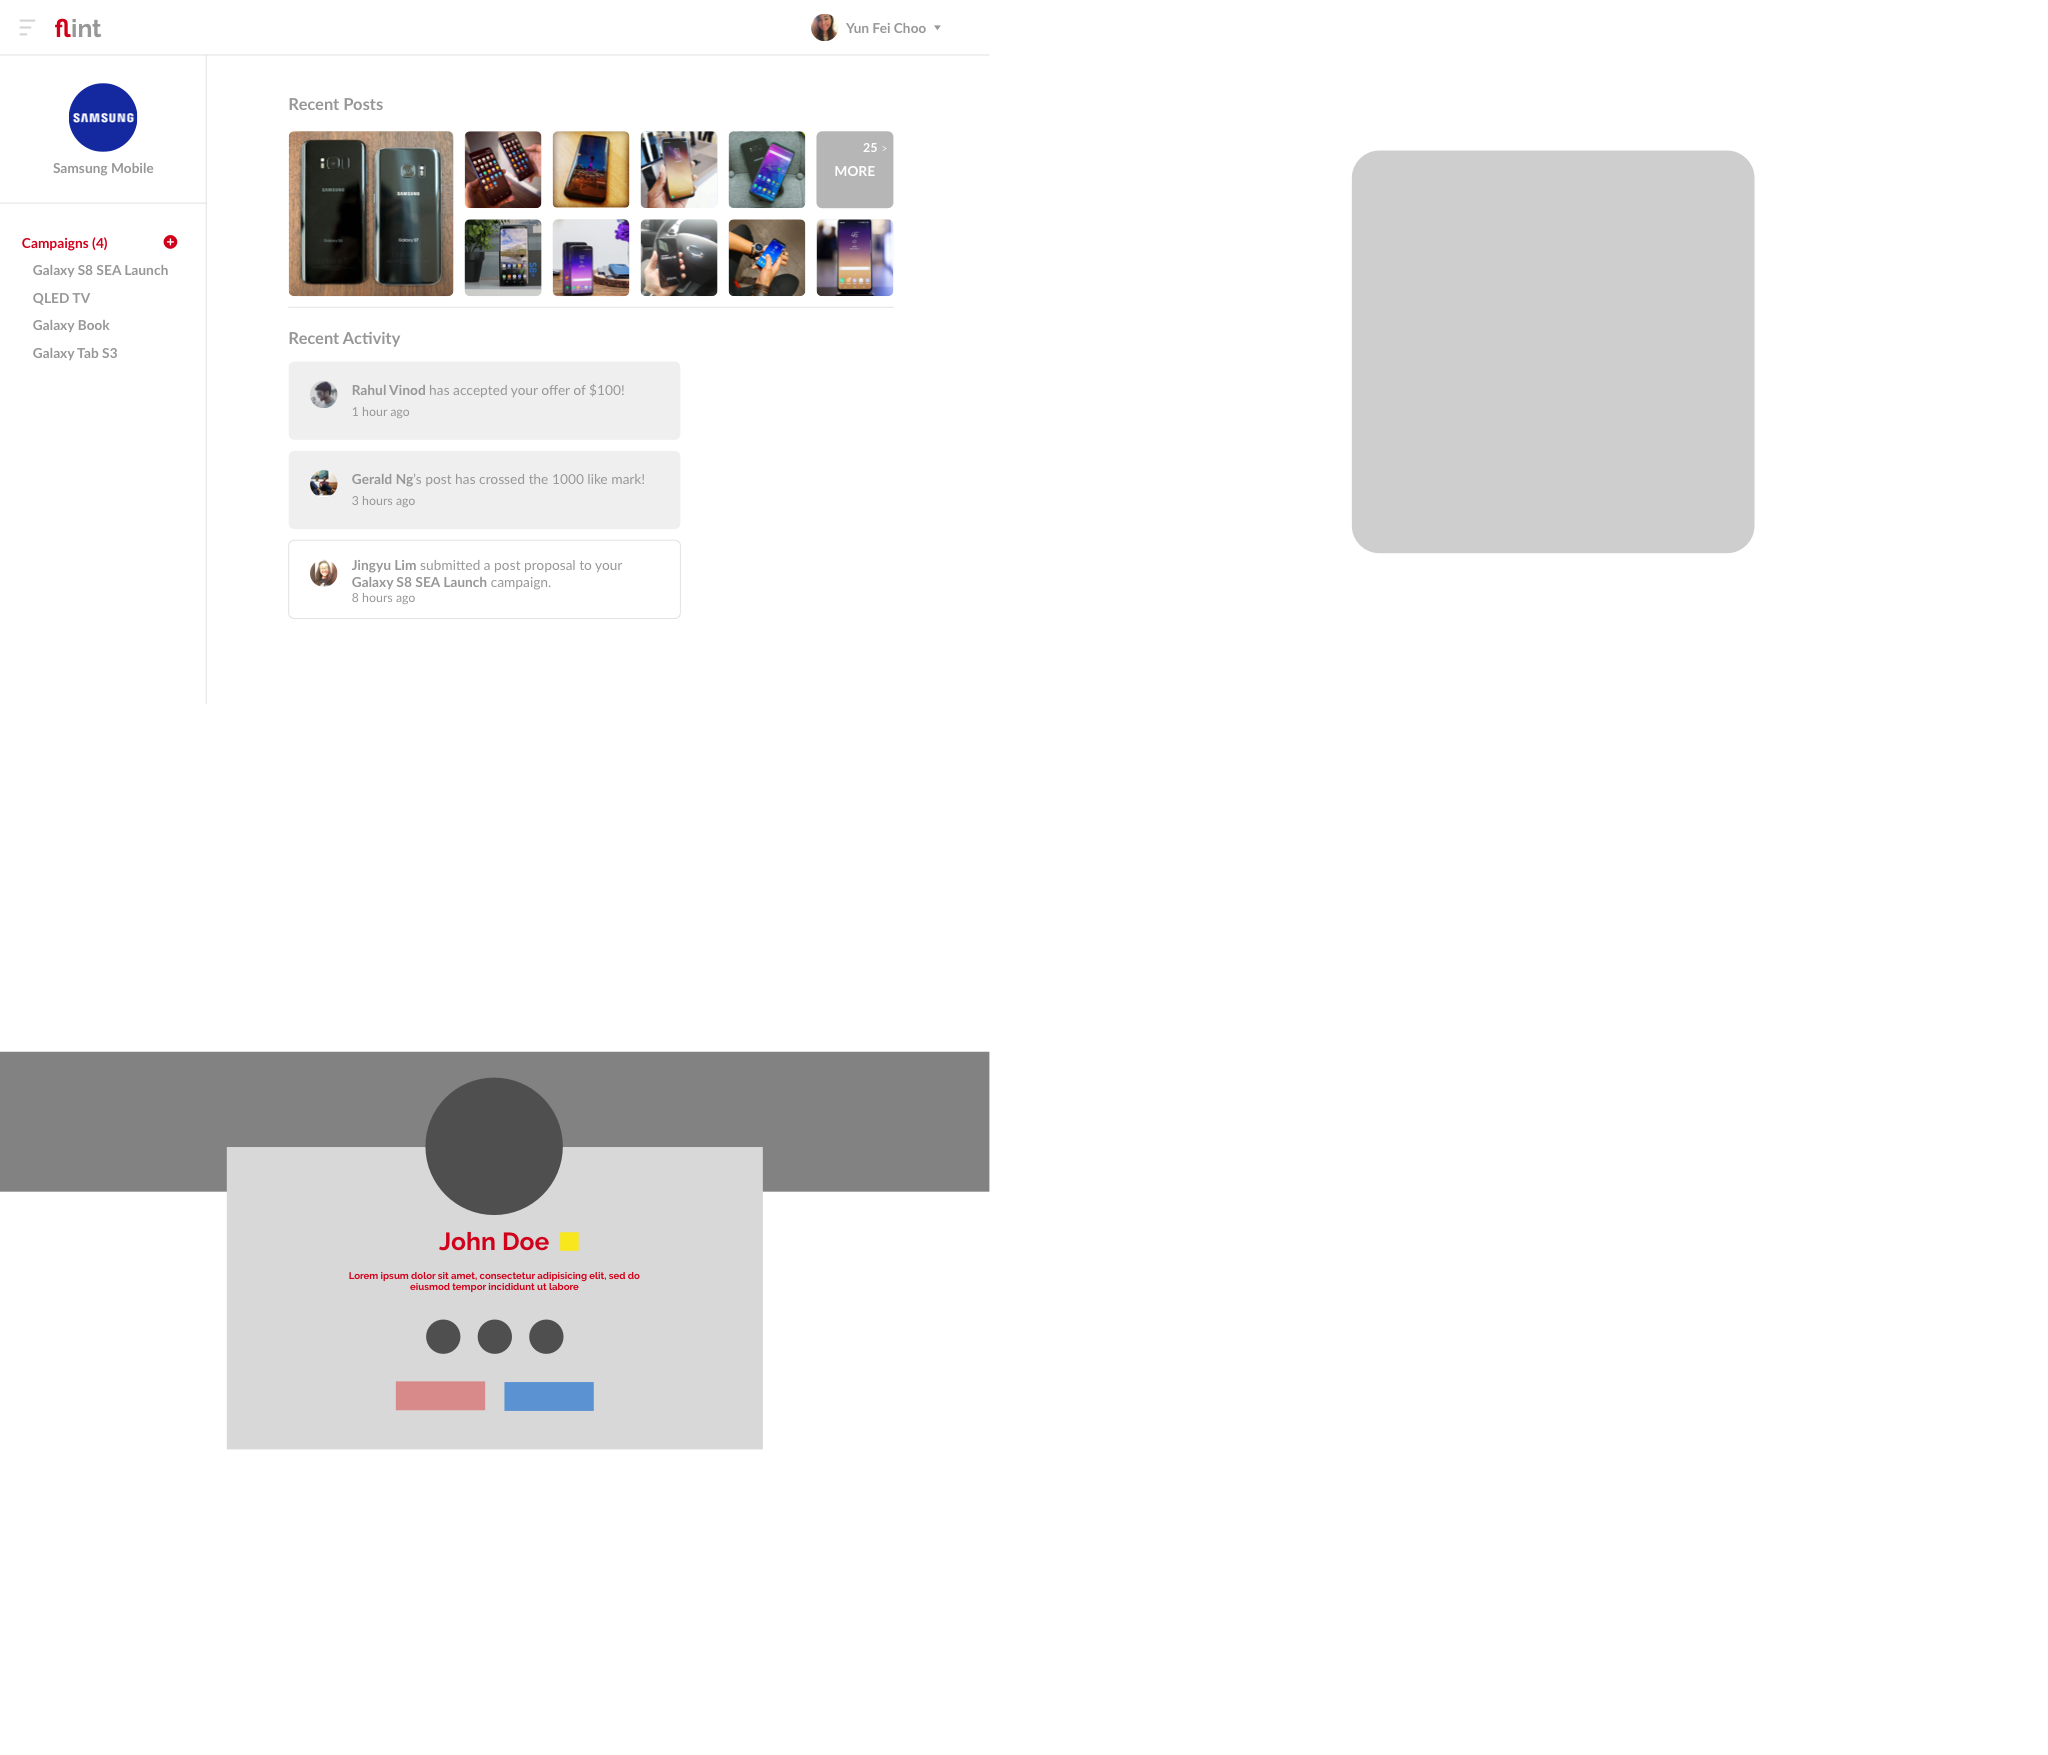 flint
Yun Fei Choo
SAMSUNG
Samsung Mobile
Campaigns (4)
Galaxy S8 SEA Launch
QLED TV
Galaxy Book
Galaxy Tab S3
Recent Posts
SAMSUNG
SAMSUNG
Galaxy S7
25 >
MORE
Recent Activity
Rahul Vinod has accepted your offer of $100!
1 hour ago
Gerald Ng's post has crossed the 1000 like mark!
3 hours ago
Jingyu Lim submitted a post proposal to your
Galaxy S8 SEA Launch campaign.
8 hours ago
John Doe
Lorem ipsum dolor sit amet, consectetur adipisicing elit, sed do
eiusmod tempor incididunt ut labore